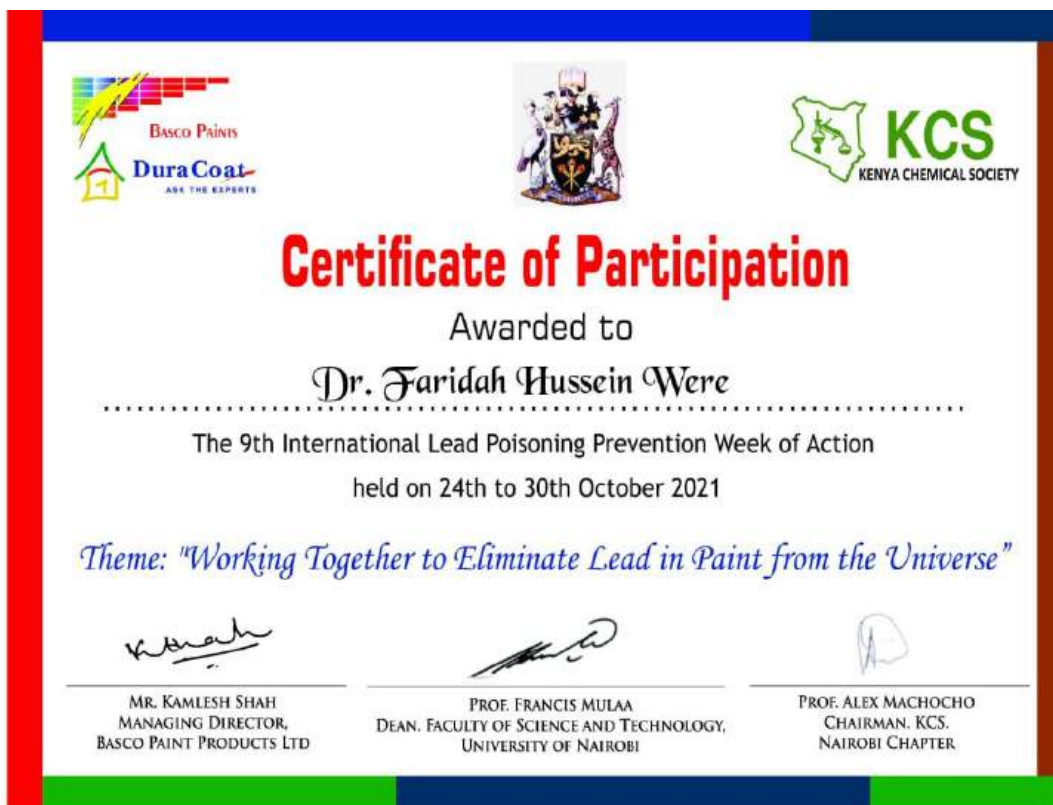 BASCO PAINTS
DuraCoat
ASK THE EXPERTS
1
KCS
KENYA CHEMICAL SOCIETY
Certificate of Participation
Awarded to
Dr. Faridah Hussein Were
The 9th International Lead Poisoning Prevention Week of Action
held on 24th to 30th October 2021
Theme: "Working Together to Eliminate Lead in Paint from the Universe”
MR. KAMLESH SHAH
MANAGING DIRECTOR,
BASCO PAINT PRODUCTS LTD
PROF. FRANCIS MULAA
DEAN. FACULTY OF SCIENCE AND TECHNOLOGY,
UNIVERSITY OF NAIROBI
PROF. ALEX MACHOCHO
CHAIRMAN. KCS.
NAIROBI CHAPTER